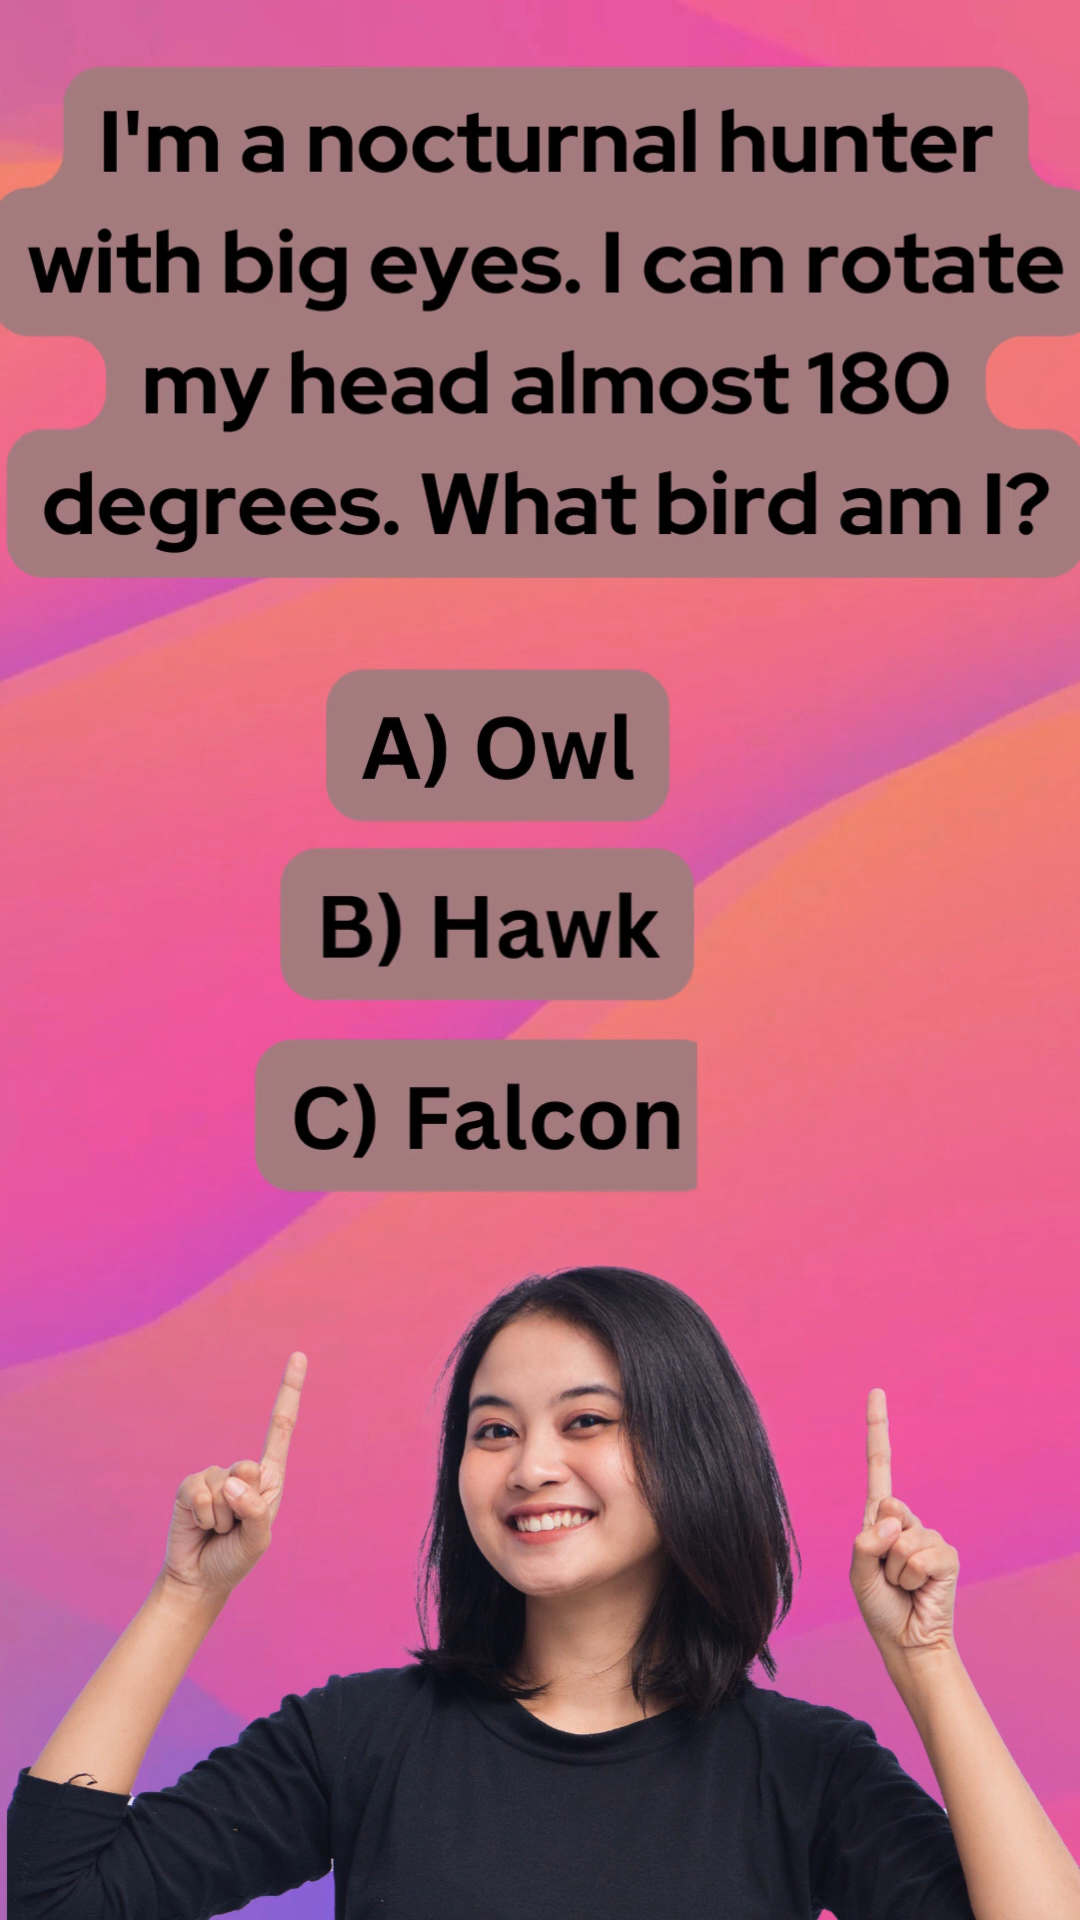 I'm a nocturnal hunter
with big eyes. I can rotate
my head almost 180
degrees. What bird am I?
A) Owl
B) Hawk
C) Falcon